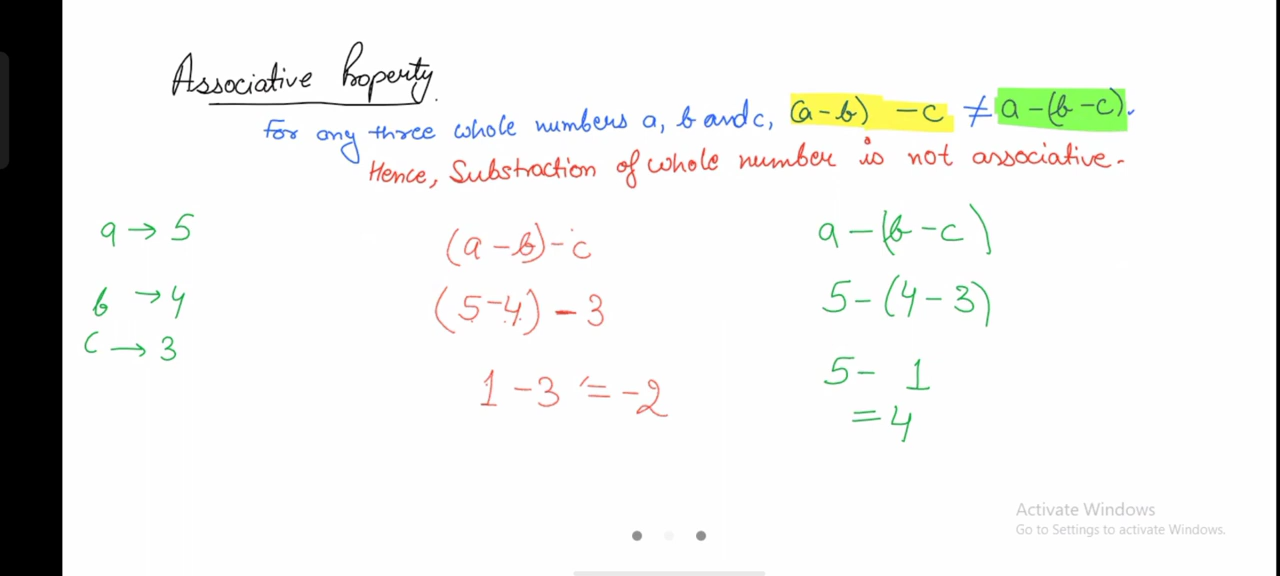 Associative Property.
For any three whole numbers a, b and c, (a-b) -c ≠ a-(b-c).
Hence, Substraction of whole number is not associative.
a → 5
b → 4
c → 3
(a-b)-c
(5-4) - 3
1-3 = -2
a-(b-c)
5-(4-3)
5- 1
=4
Activate Windows
Go to Settings to activate Windows.